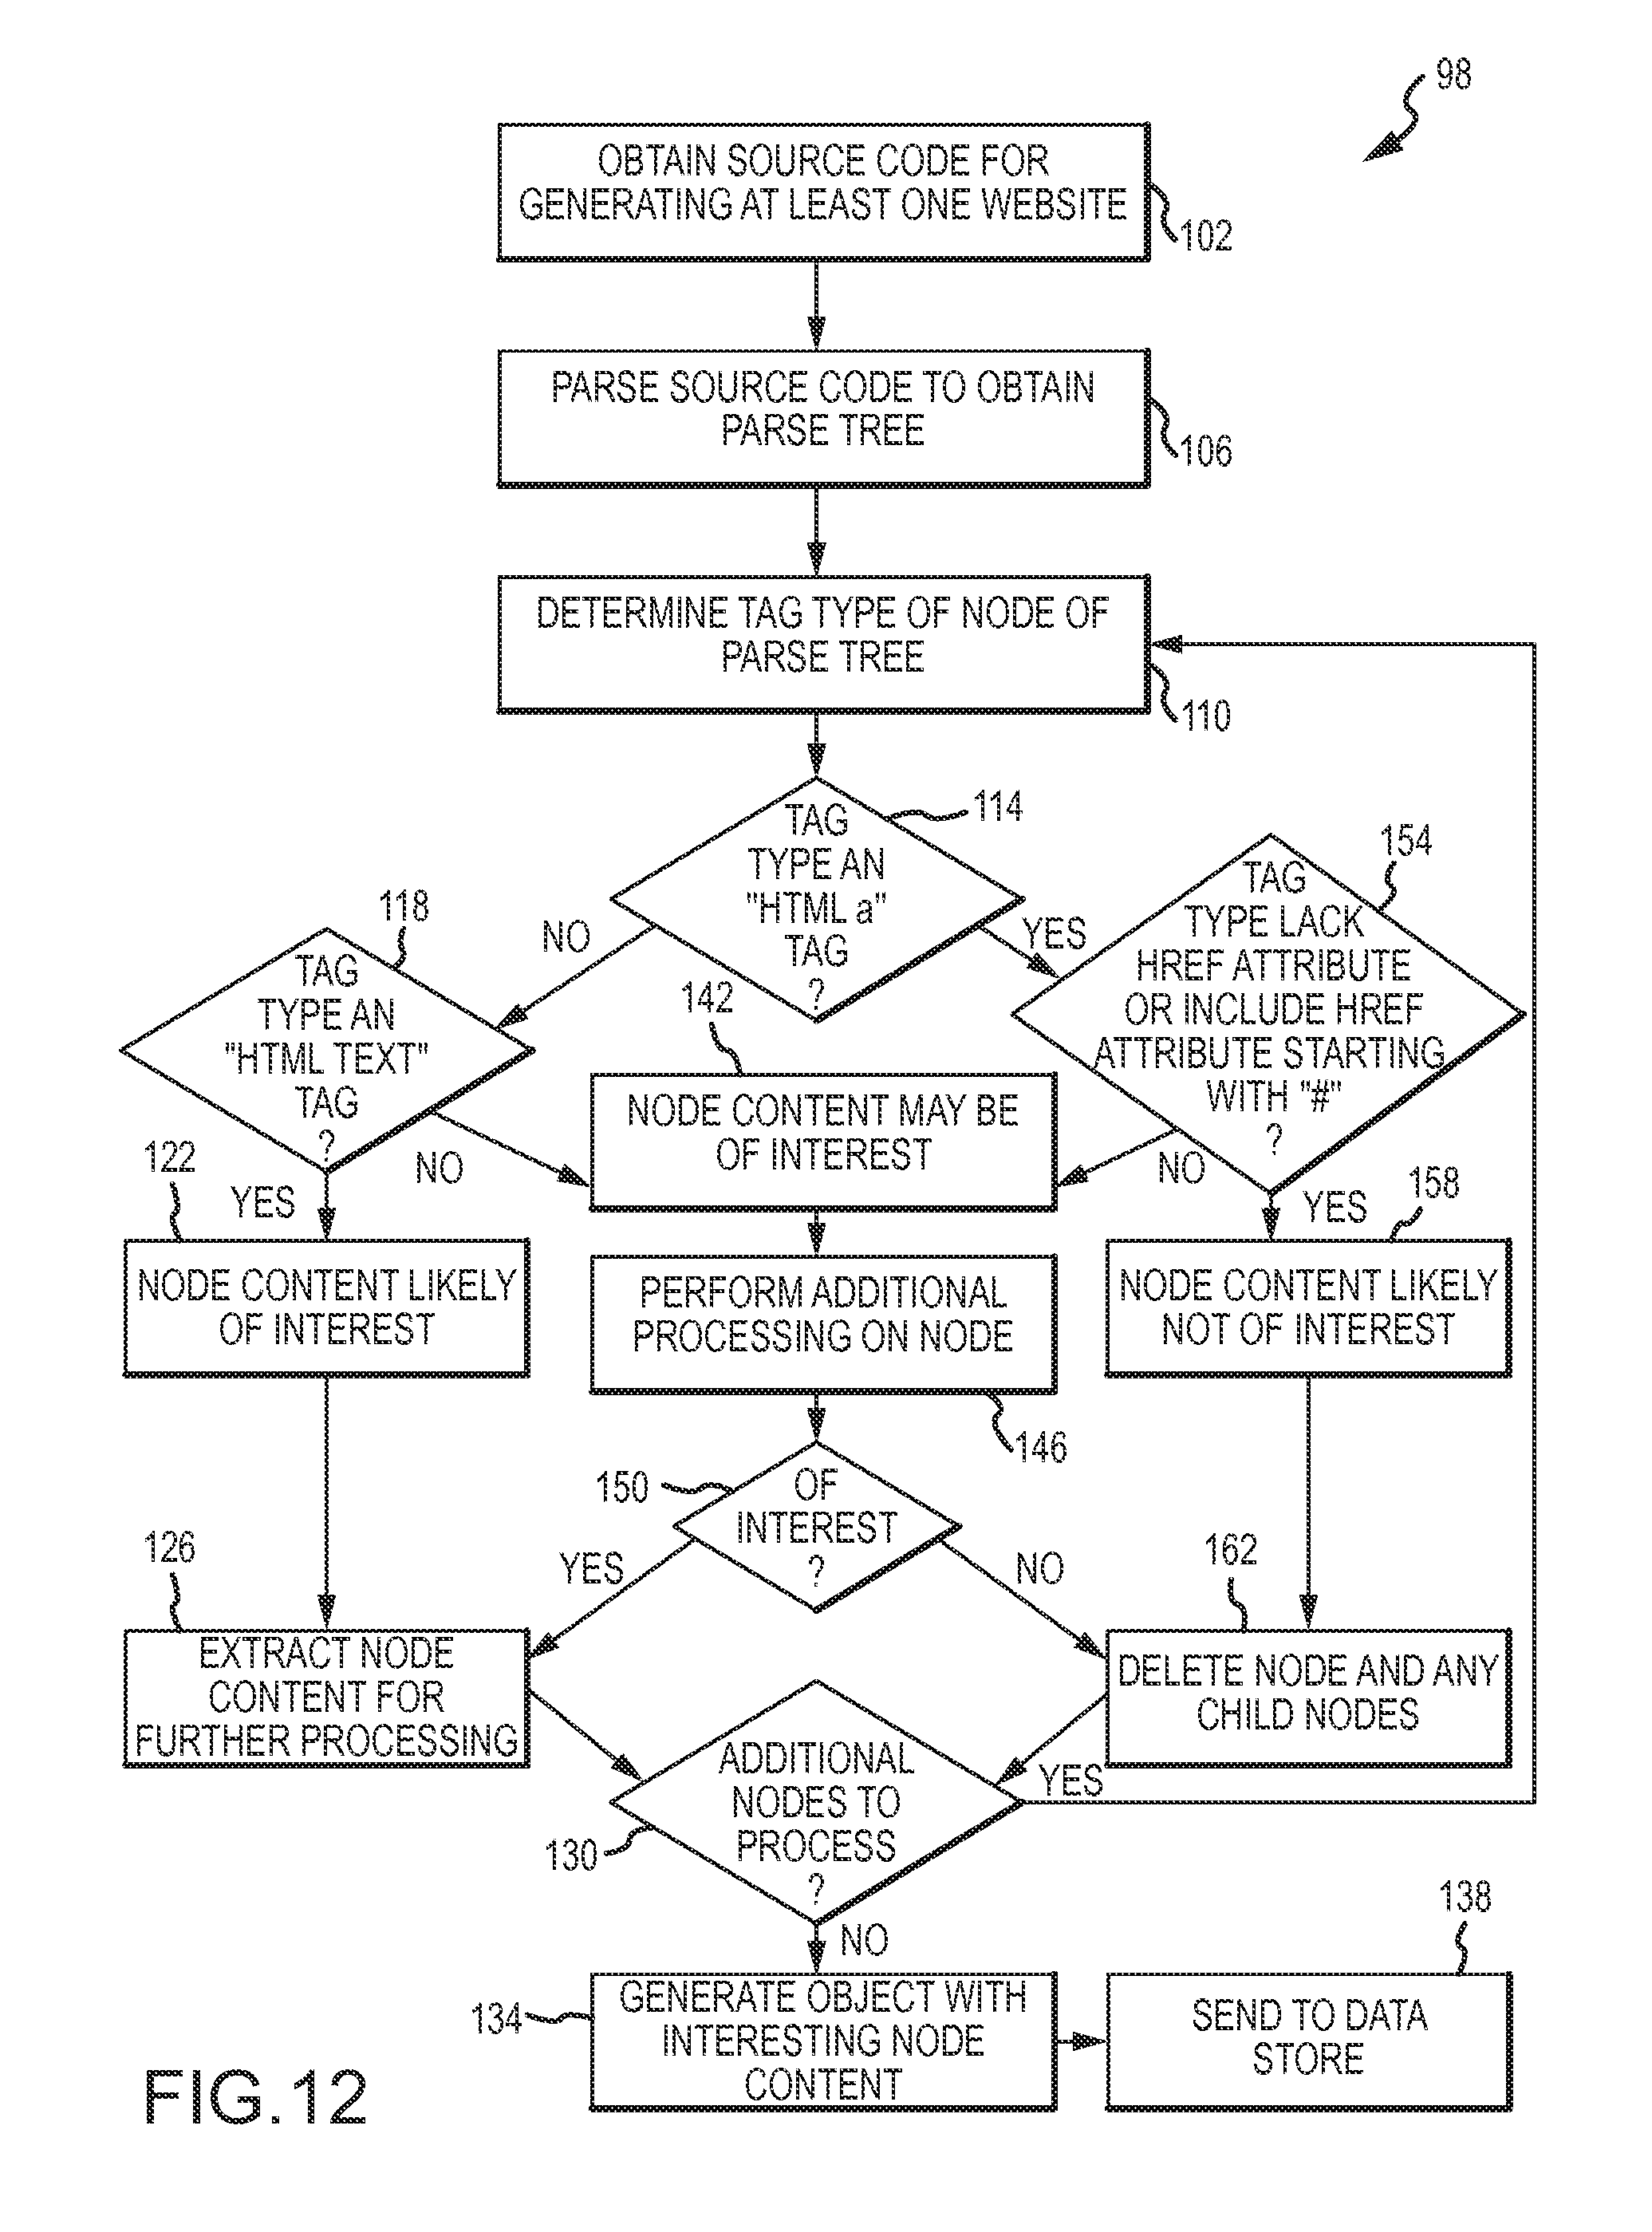 98
OBTAIN SOURCE CODE FOR
GENERATING AT LEAST ONE WEBSITE
102
PARSE SOURCE CODE TO OBTAIN
PARSE TREE
106
DETERMINE TAG TYPE OF NODE OF
PARSE TREE
110
114
TAG
TYPE AN
"HTML a"
TAG
?
NO
YES
118
TAG
TYPE AN
"HTML TEXT"
TAG
?
NO
YES
154
TAG
TYPE LACK
HREF ATTRIBUTE
OR INCLUDE HREF
ATTRIBUTE STARTING
WITH "#"
?
NO
YES
142
NODE CONTENT MAY BE
OF INTEREST
122
NODE CONTENT LIKELY
OF INTEREST
PERFORM ADDITIONAL
PROCESSING ON NODE
146
158
NODE CONTENT LIKELY
NOT OF INTEREST
150
OF
INTEREST
?
YES
NO
126
EXTRACT NODE
CONTENT FOR
FURTHER PROCESSING
162
DELETE NODE AND ANY
CHILD NODES
ADDITIONAL
NODES TO
PROCESS
?
130
YES
NO
134
GENERATE OBJECT WITH
INTERESTING NODE
CONTENT
138
SEND TO DATA
STORE
FIG.12